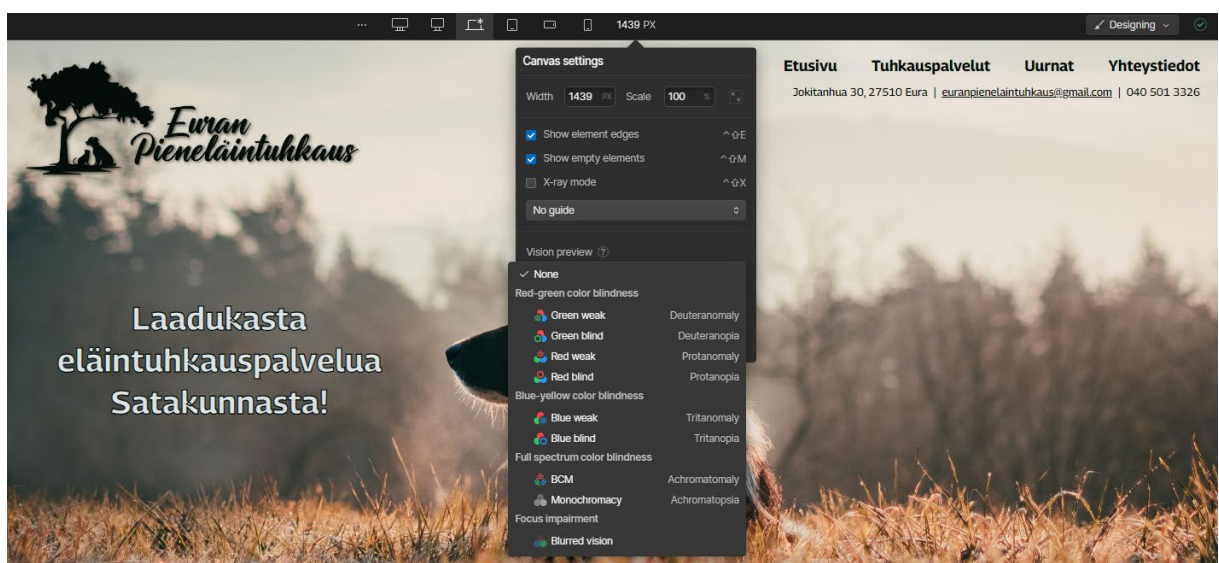 1439 PX
Designing
Canvas settings
Width 1439 PX Scale 100 %
Show element edges ^⇧E
Show empty elements ^⇧M
X-ray mode ^⇧X
No guide
Vision preview ?
None
Red-green color blindness
Green weak Deuteranomaly
Green blind Deuteranopia
Red weak Protanomaly
Red blind Protanopia
Blue-yellow color blindness
Blue weak Tritanomaly
Blue blind Tritanopia
Full spectrum color blindness
BCM Achromatomaly
Monochromacy Achromatopsia
Focus impairment
Blurred vision
Euran
Pieneläintuhkaus
Etusivu Tuhkauspalvelut Uurnat Yhteystiedot
Jokitanhua 30, 27510 Eura | euranpienelaintuhkaus@gmail.com | 040 501 3326
Laadukasta
eläintuhkauspalvelua
Satakunnasta!